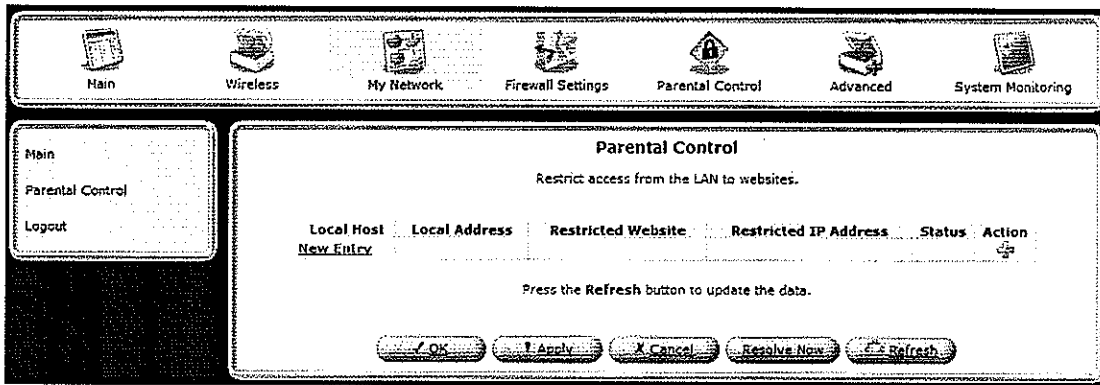 Main Wireless My Network Firewall Settings Parental Control Advanced System Monitoring
Main
Parental Control
Logout
Parental Control
Restrict access from the LAN to websites.
Local Host Local Address Restricted Website Restricted IP Address Status Action
New Entry
Press the Refresh button to update the data.
✓ OK ! Apply X Cancel Resolve Now Refresh